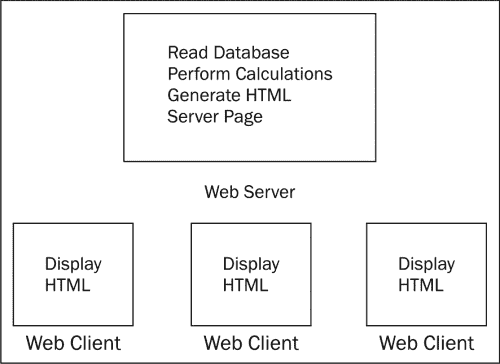 Read Database
Perform Calculations
Generate HTML
Server Page
Web Server
Display
HTML
Web Client
Display
HTML
Web Client
Display
HTML
Web Client